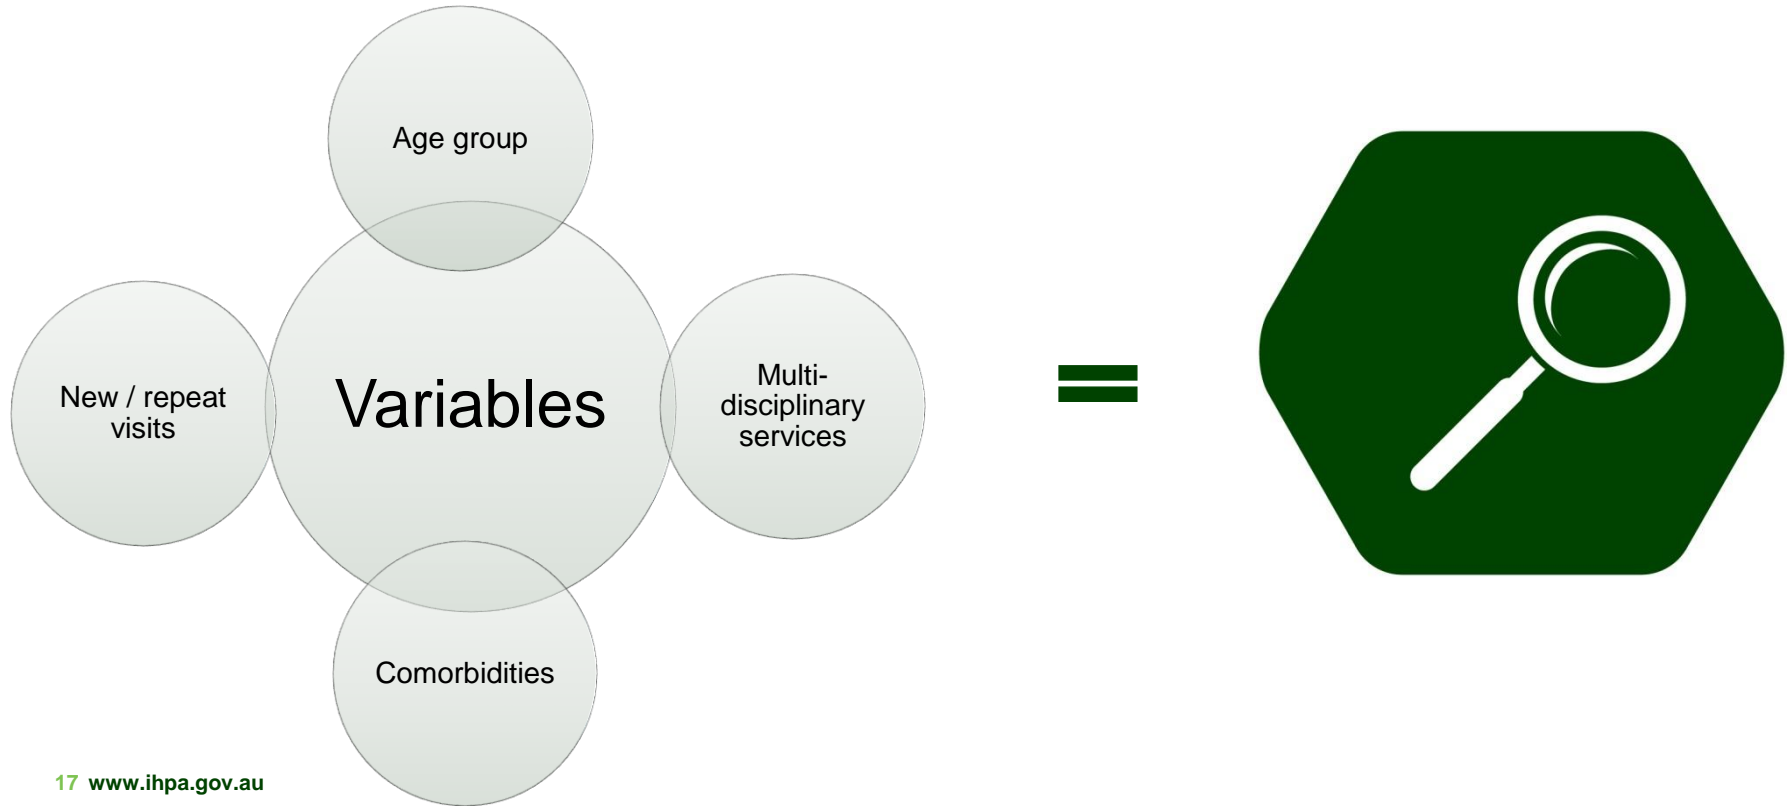 Age group
New / repeat
visits
Variables
Multi-
disciplinary
services
=
Comorbidities
17 www.ihpa.gov.au